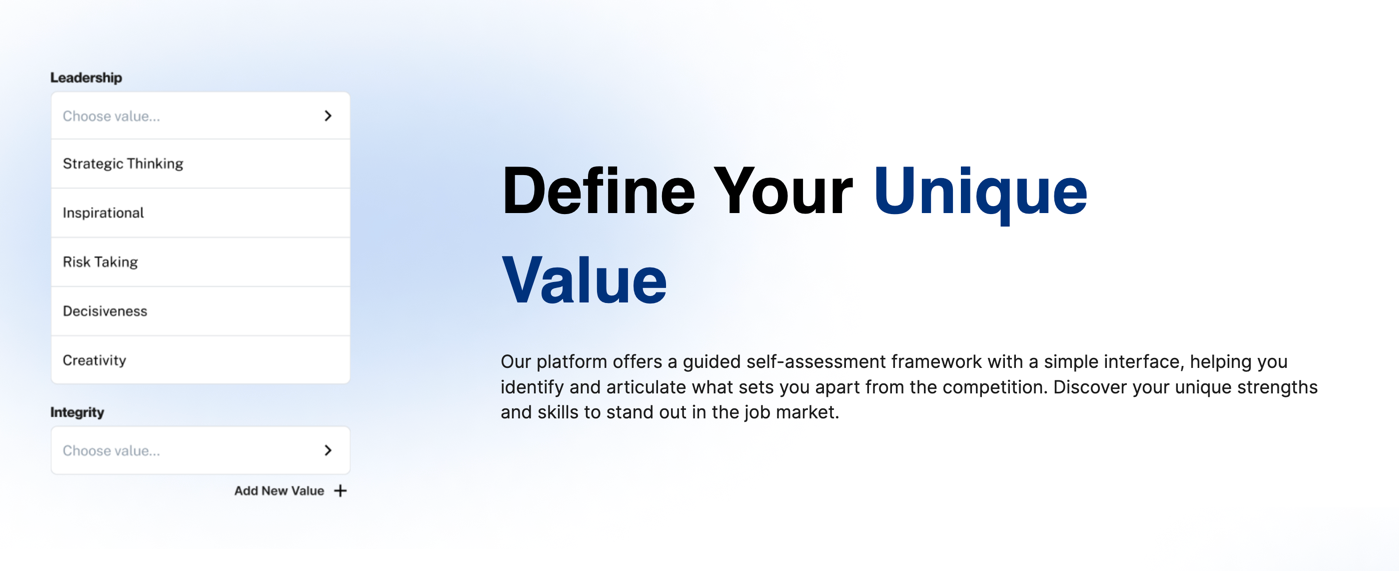 Leadership
Choose value...
Strategic Thinking
Inspirational
Risk Taking
Decisiveness
Creativity
Integrity
Choose value...
Add New Value
Define Your Unique
Value
Our platform offers a guided self-assessment framework with a simple interface, helping you
identify and articulate what sets you apart from the competition. Discover your unique strengths
and skills to stand out in the job market.